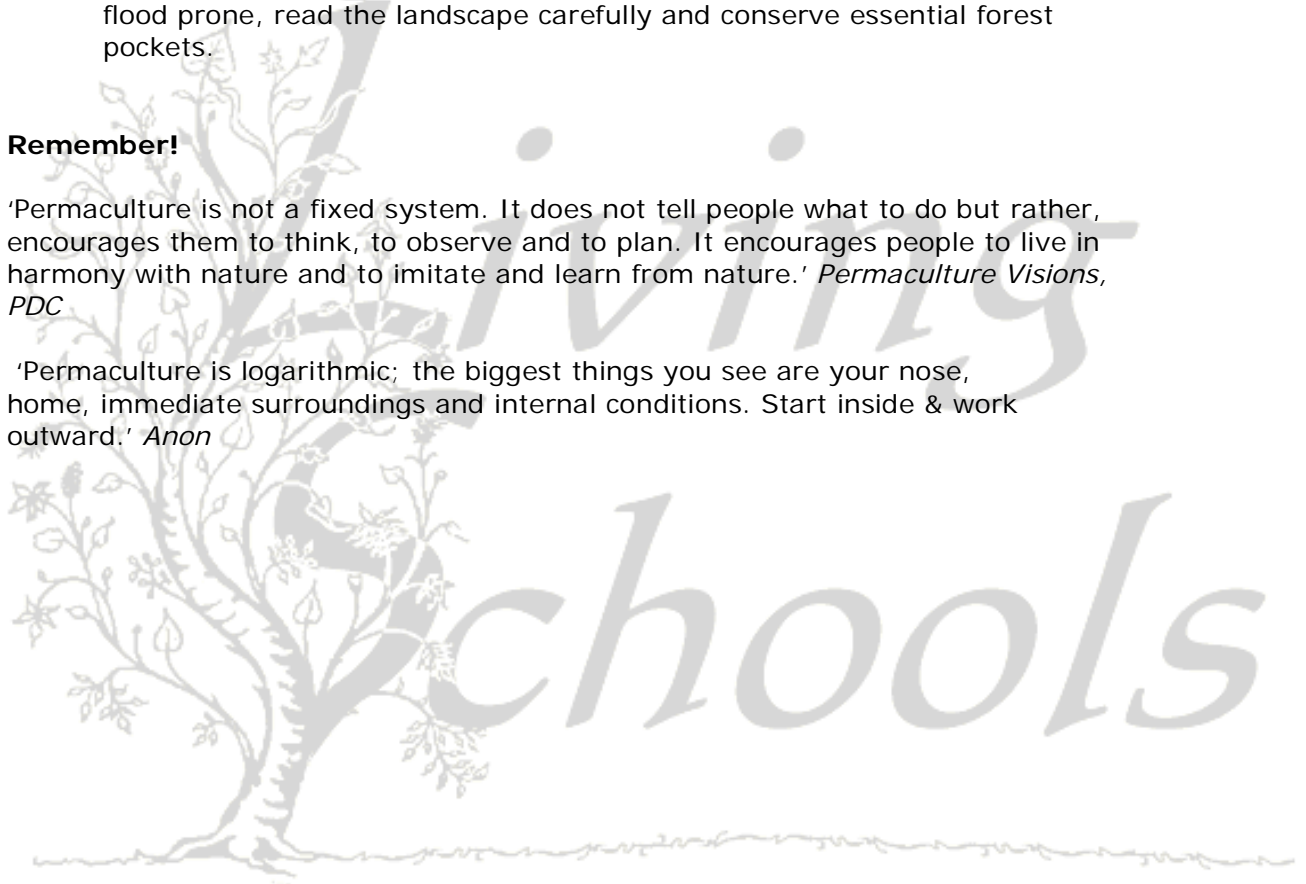 flood prone, read the landscape carefully and conserve essential forest
pockets.
Remember!
‘Permaculture is not a fixed system. It does not tell people what to do but rather,
encourages them to think, to observe and to plan. It encourages people to live in
harmony with nature and to imitate and learn from nature.’ Permaculture Visions,
PDC
‘Permaculture is logarithmic; the biggest things you see are your nose,
home, immediate surroundings and internal conditions. Start inside & work
outward.’ Anon
Living
Schools